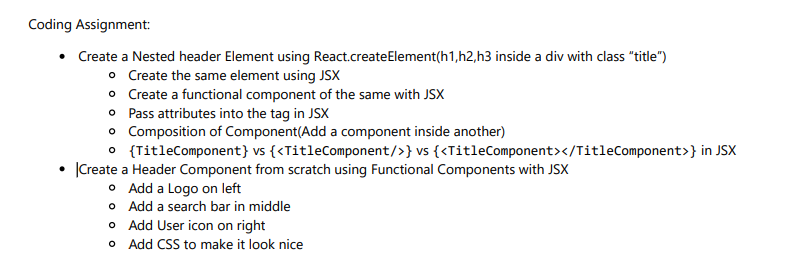 Coding Assignment:
• Create a Nested header Element using React.createElement(h1,h2,h3 inside a div with class “title”)
o Create the same element using JSX
o Create a functional component of the same with JSX
o Pass attributes into the tag in JSX
o Composition of Component(Add a component inside another)
o {TitleComponent} vs {<TitleComponent/>} vs {<TitleComponent></TitleComponent>} in JSX
• Create a Header Component from scratch using Functional Components with JSX
o Add a Logo on left
o Add a search bar in middle
o Add User icon on right
o Add CSS to make it look nice